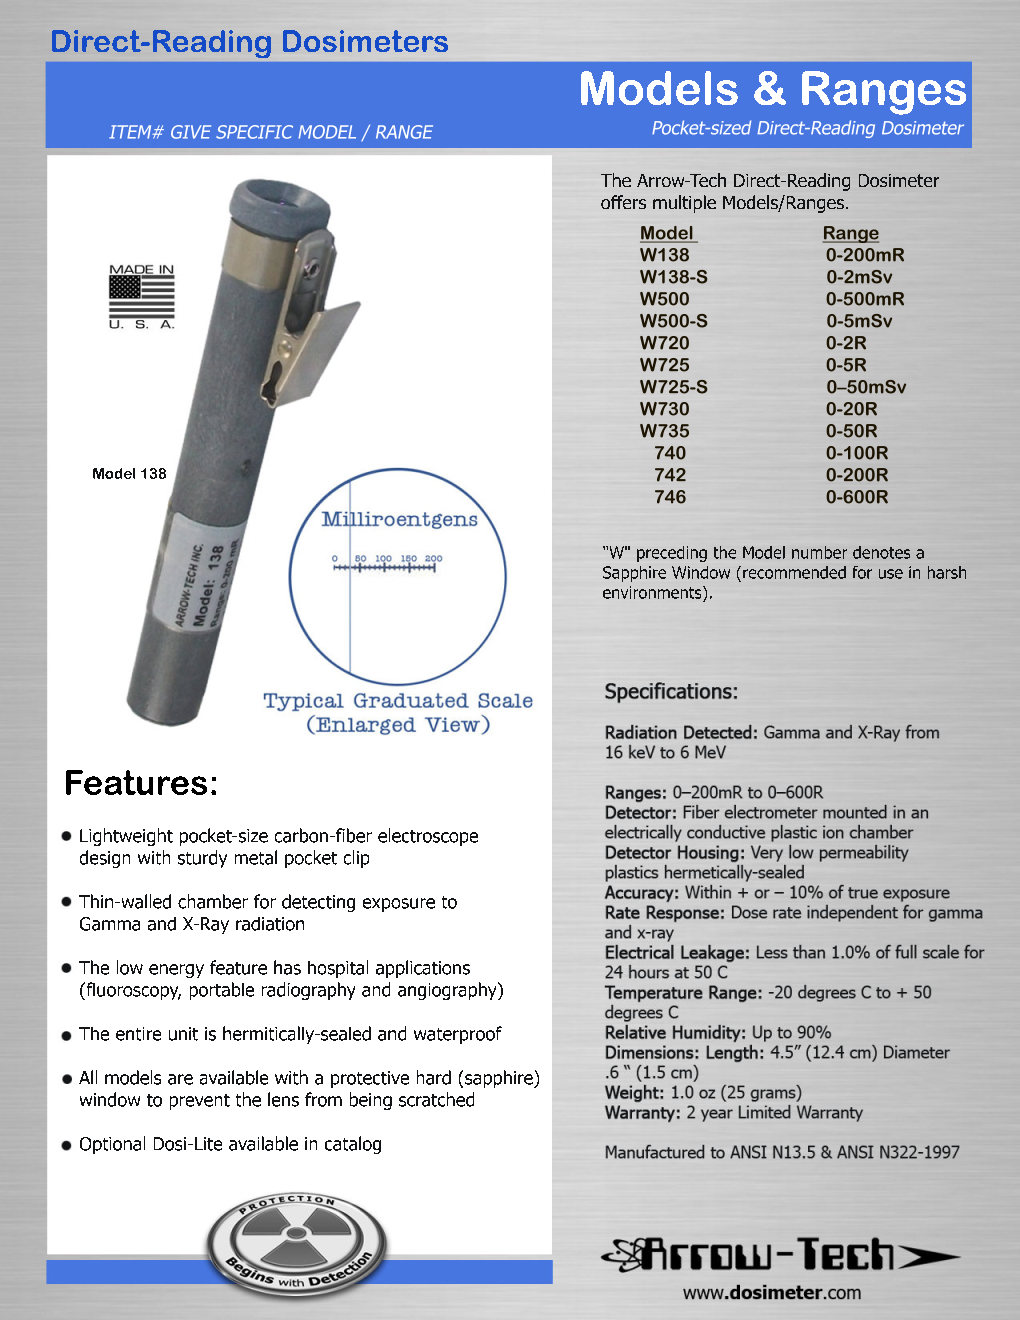 Direct-Reading Dosimeters
Models & Ranges
ITEM# GIVE SPECIFIC MODEL / RANGE
Pocket-sized Direct-Reading Dosimeter
MADE IN
U. S. A.
Model 138
ARROW-TECH INC.
Model: 138
Range: 0-200 mR
Milliroentgens
0 50 100 150 200
Typical Graduated Scale
(Enlarged View)
Features:
● Lightweight pocket-size carbon-fiber electroscope
design with sturdy metal pocket clip
● Thin-walled chamber for detecting exposure to
Gamma and X-Ray radiation
● The low energy feature has hospital applications
(fluoroscopy, portable radiography and angiography)
● The entire unit is hermitically-sealed and waterproof
● All models are available with a protective hard (sapphire)
window to prevent the lens from being scratched
● Optional Dosi-Lite available in catalog
PROTECTION
Begins with Detection
The Arrow-Tech Direct-Reading Dosimeter
offers multiple Models/Ranges.
Model Range
W138 0-200mR
W138-S 0-2mSv
W500 0-500mR
W500-S 0-5mSv
W720 0-2R
W725 0-5R
W725-S 0–50mSv
W730 0-20R
W735 0-50R
740 0-100R
742 0-200R
746 0-600R
"W" preceding the Model number denotes a
Sapphire Window (recommended for use in harsh
environments).
Specifications:
Radiation Detected: Gamma and X-Ray from
16 keV to 6 MeV
Ranges: 0–200mR to 0–600R
Detector: Fiber electrometer mounted in an
electrically conductive plastic ion chamber
Detector Housing: Very low permeability
plastics hermetically-sealed
Accuracy: Within + or – 10% of true exposure
Rate Response: Dose rate independent for gamma
and x-ray
Electrical Leakage: Less than 1.0% of full scale for
24 hours at 50 C
Temperature Range: -20 degrees C to + 50
degrees C
Relative Humidity: Up to 90%
Dimensions: Length: 4.5” (12.4 cm) Diameter
.6 “ (1.5 cm)
Weight: 1.0 oz (25 grams)
Warranty: 2 year Limited Warranty
Manufactured to ANSI N13.5 & ANSI N322-1997
Arrow-Tech
www.dosimeter.com